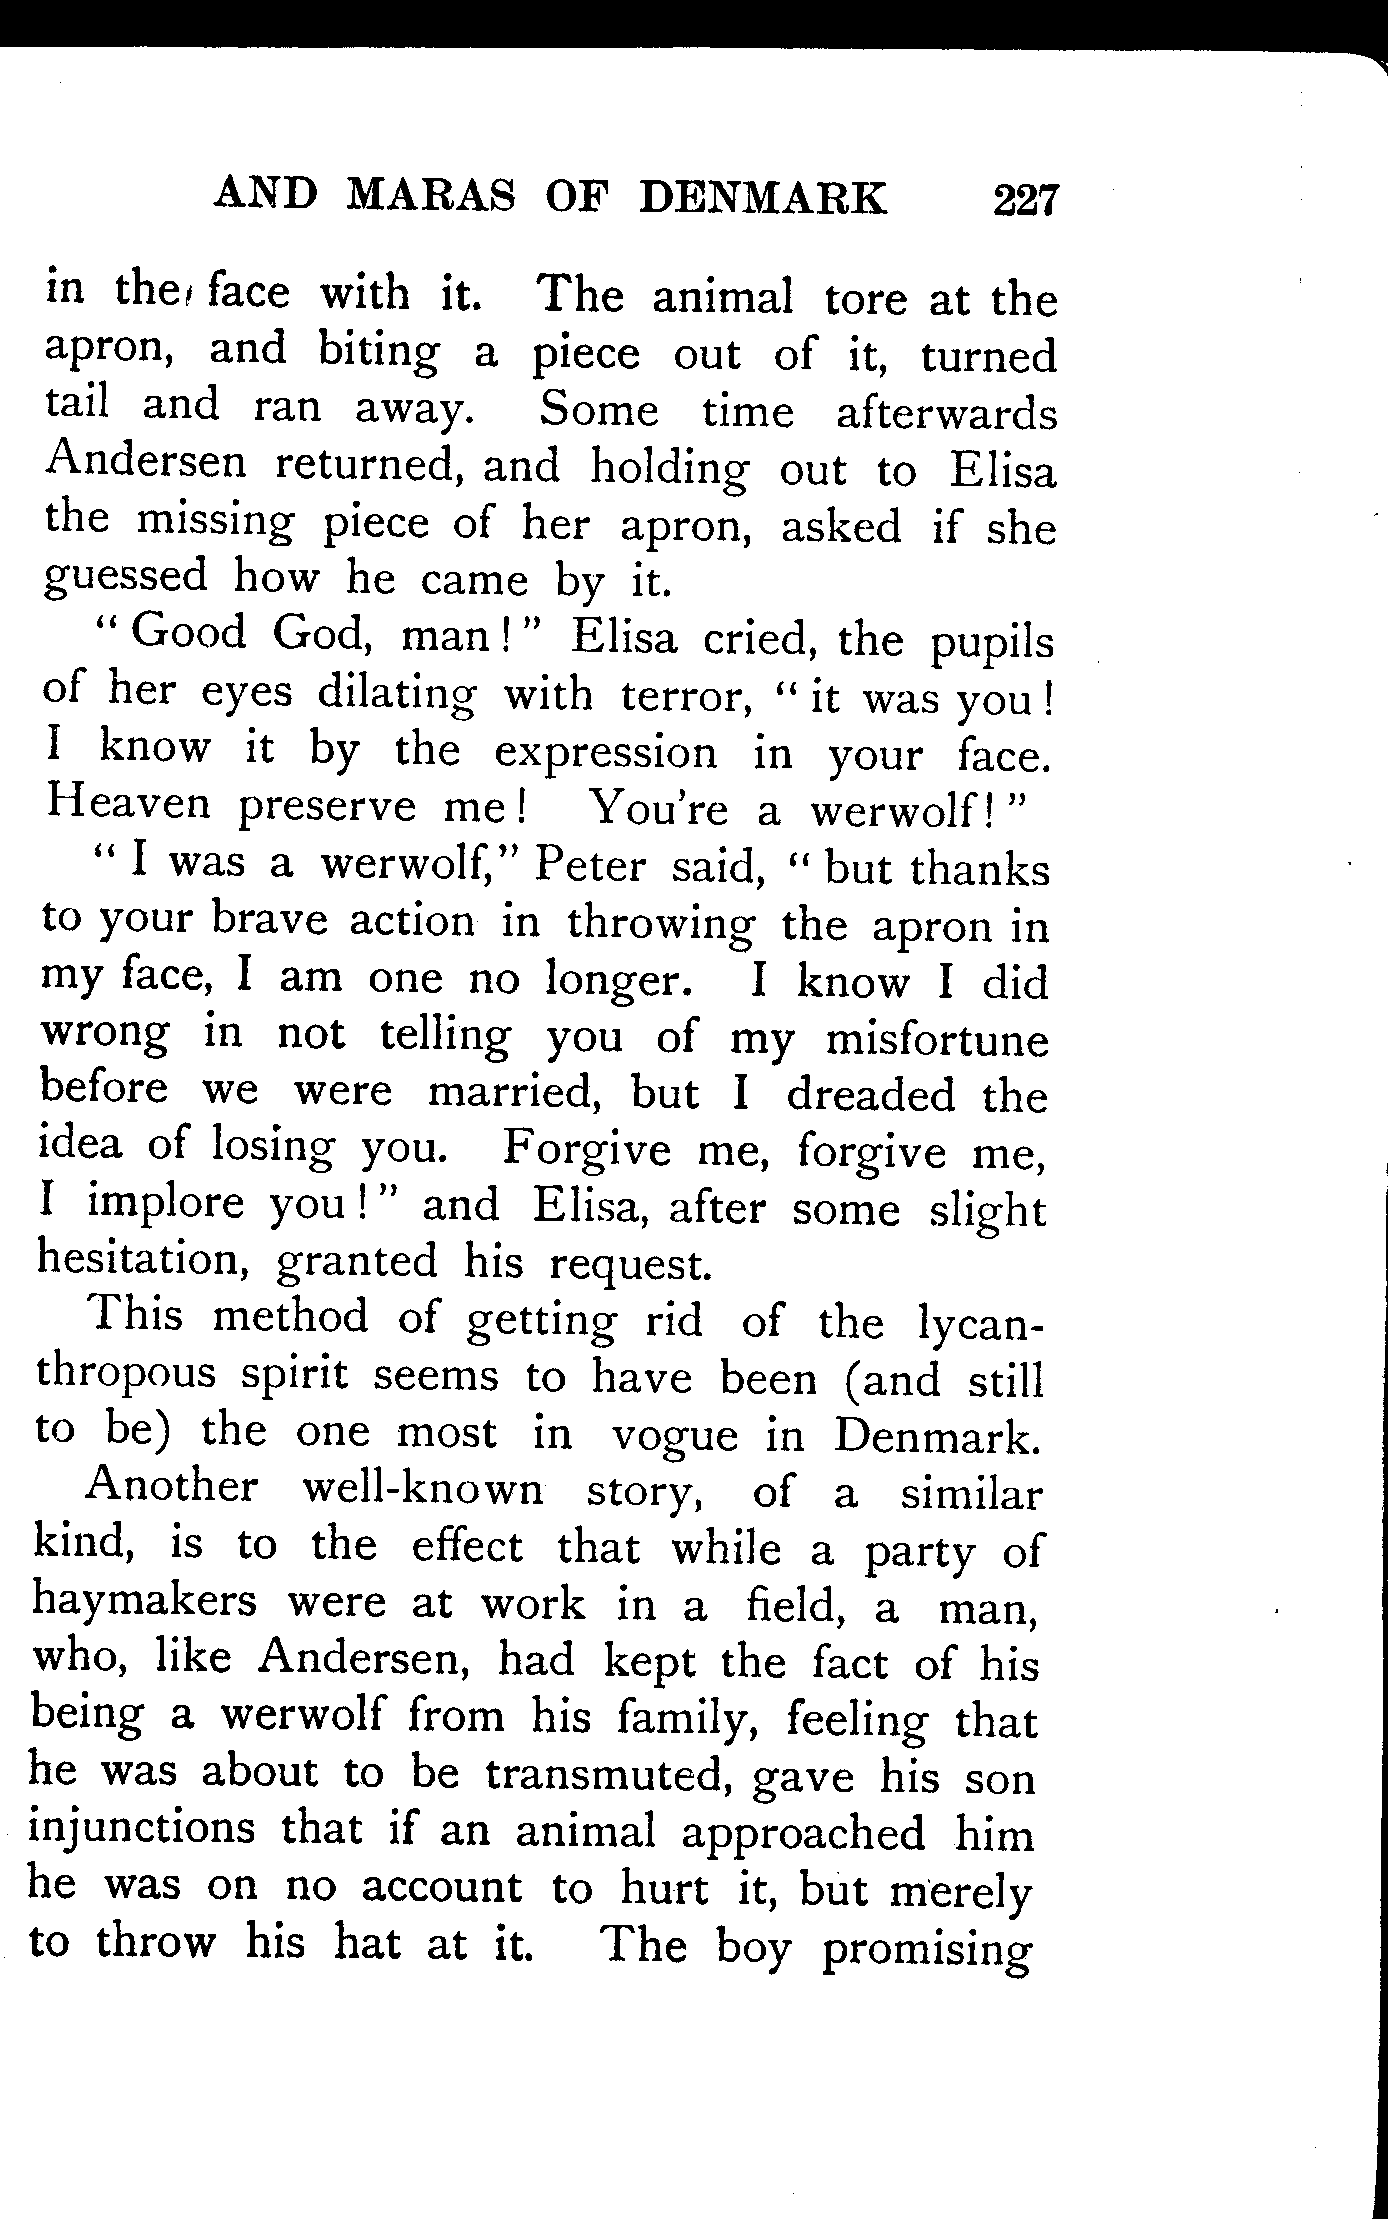 AND MARAS OF DENMARK 227
in the face with it. The animal tore at the
apron, and biting a piece out of it, turned
tail and ran away. Some time afterwards
Andersen returned, and holding out to Elisa
the missing piece of her apron, asked if she
guessed how he came by it.
“ Good God, man ! ” Elisa cried, the pupils
of her eyes dilating with terror, “ it was you !
I know it by the expression in your face.
Heaven preserve me ! You're a werwolf! ”
“ I was a werwolf,” Peter said, “ but thanks
to your brave action in throwing the apron in
my face, I am one no longer. I know I did
wrong in not telling you of my misfortune
before we were married, but I dreaded the
idea of losing you. Forgive me, forgive me,
I implore you ! ” and Elisa, after some slight
hesitation, granted his request.
This method of getting rid of the lycan-
thropous spirit seems to have been (and still
to be) the one most in vogue in Denmark.
Another well-known story, of a similar
kind, is to the effect that while a party of
haymakers were at work in a field, a man,
who, like Andersen, had kept the fact of his
being a werwolf from his family, feeling that
he was about to be transmuted, gave his son
injunctions that if an animal approached him
he was on no account to hurt it, but merely
to throw his hat at it. The boy promising